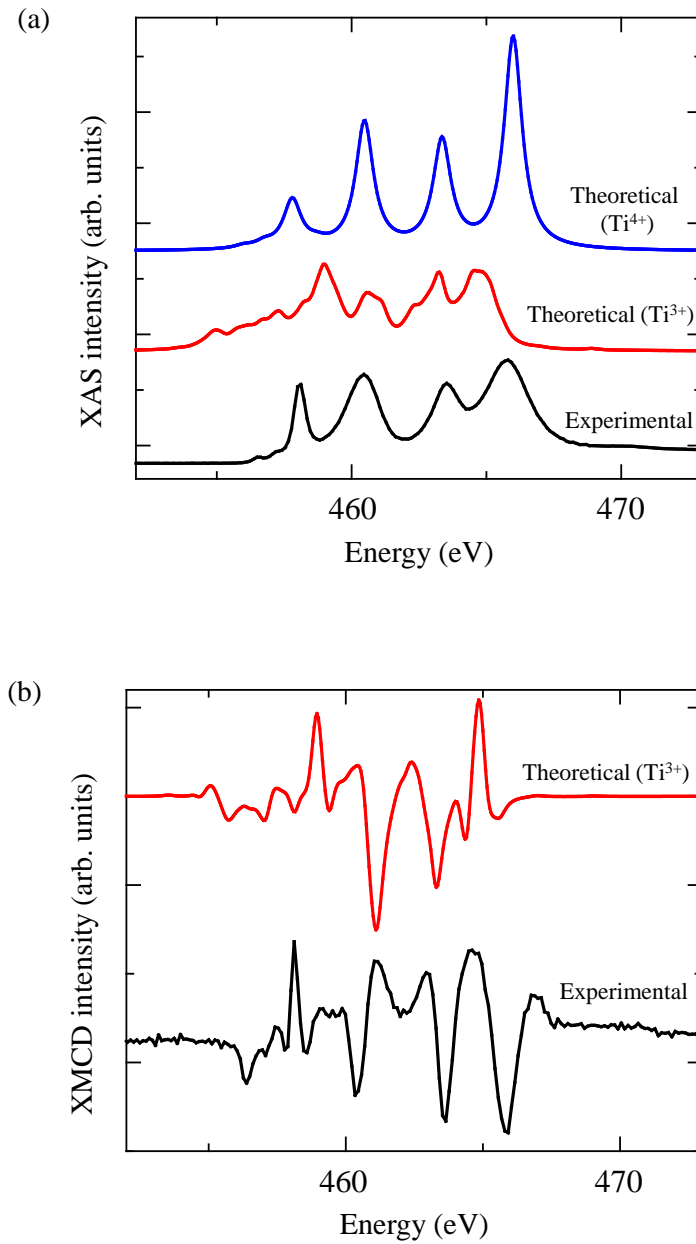 (a)
XAS intensity (arb. units)
Theoretical
(Ti⁴⁺)
Theoretical (Ti³⁺)
Experimental
460
470
Energy (eV)
(b)
XMCD intensity (arb. units)
Theoretical (Ti³⁺)
Experimental
460
470
Energy (eV)